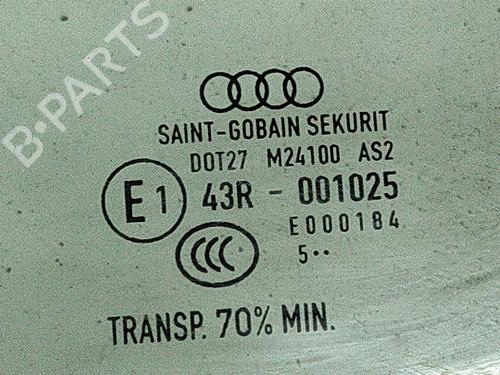 B-PARTS
SAINT-GOBAIN SEKURIT
DOT27 M24100 AS2
E1 43R - 001025
E000184
CCC 5••
TRANSP. 70% MIN.